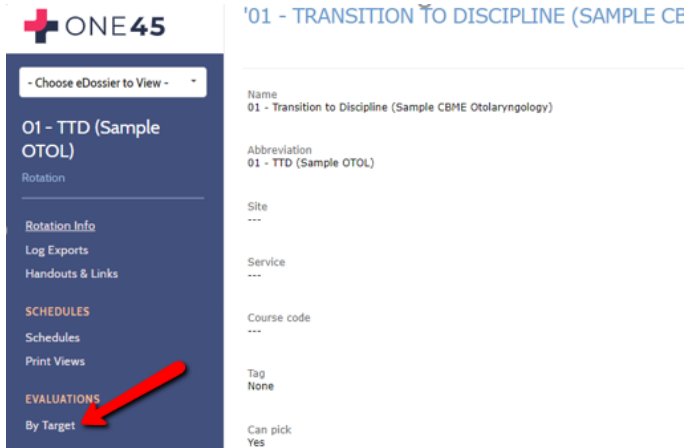 ONE45
- Choose eDossier to View -
01 - TTD (Sample
OTOL)
Rotation
Rotation Info
Log Exports
Handouts & Links
SCHEDULES
Schedules
Print Views
EVALUATIONS
By Target
'01 - TRANSITION TO DISCIPLINE (SAMPLE CB
Name
01 - Transition to Discipline (Sample CBME Otolaryngology)
Abbreviation
01 - TTD (Sample OTOL)
Site
---
Service
---
Course code
---
Tag
None
Can pick
Yes